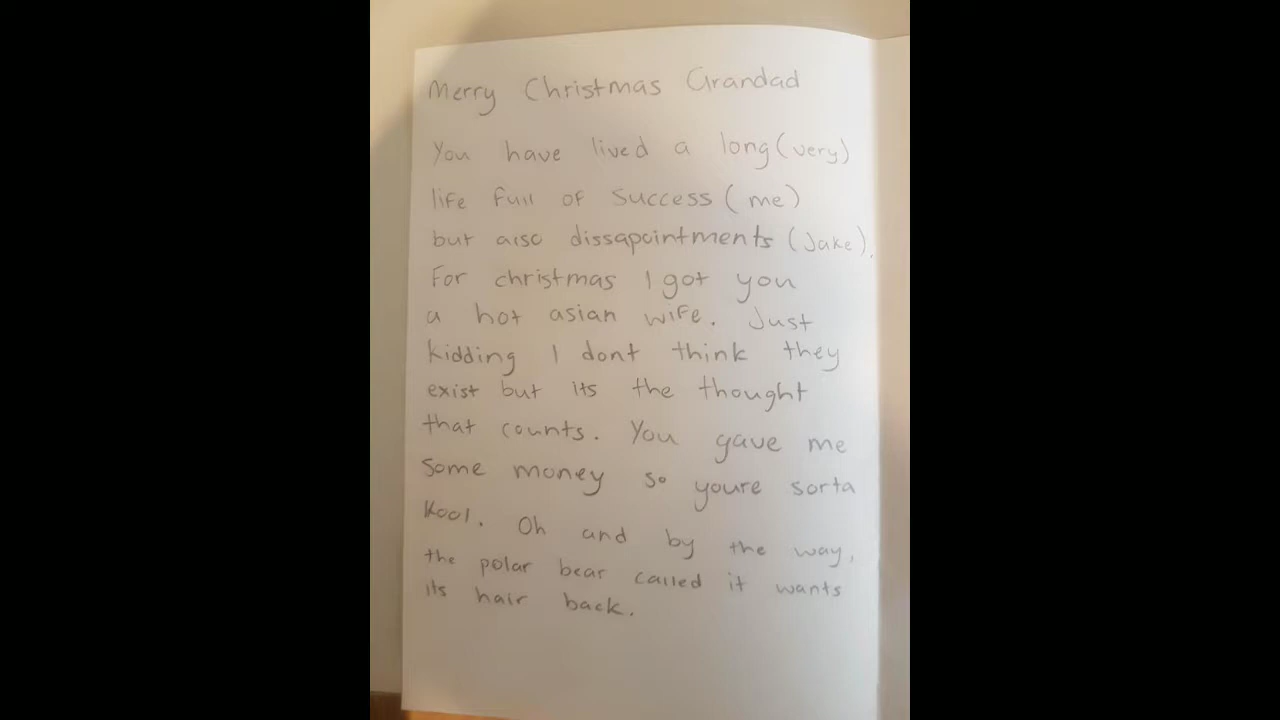 Merry Christmas Grandad
You have lived a long (very)
life full of success (me)
but also dissapointments (Jake).
For christmas I got you
a hot asian wife. Just
kidding I dont think they
exist but its the thought
that counts. You gave me
some money so youre sorta
kool. Oh and by the way,
the polar bear called it wants
its hair back.